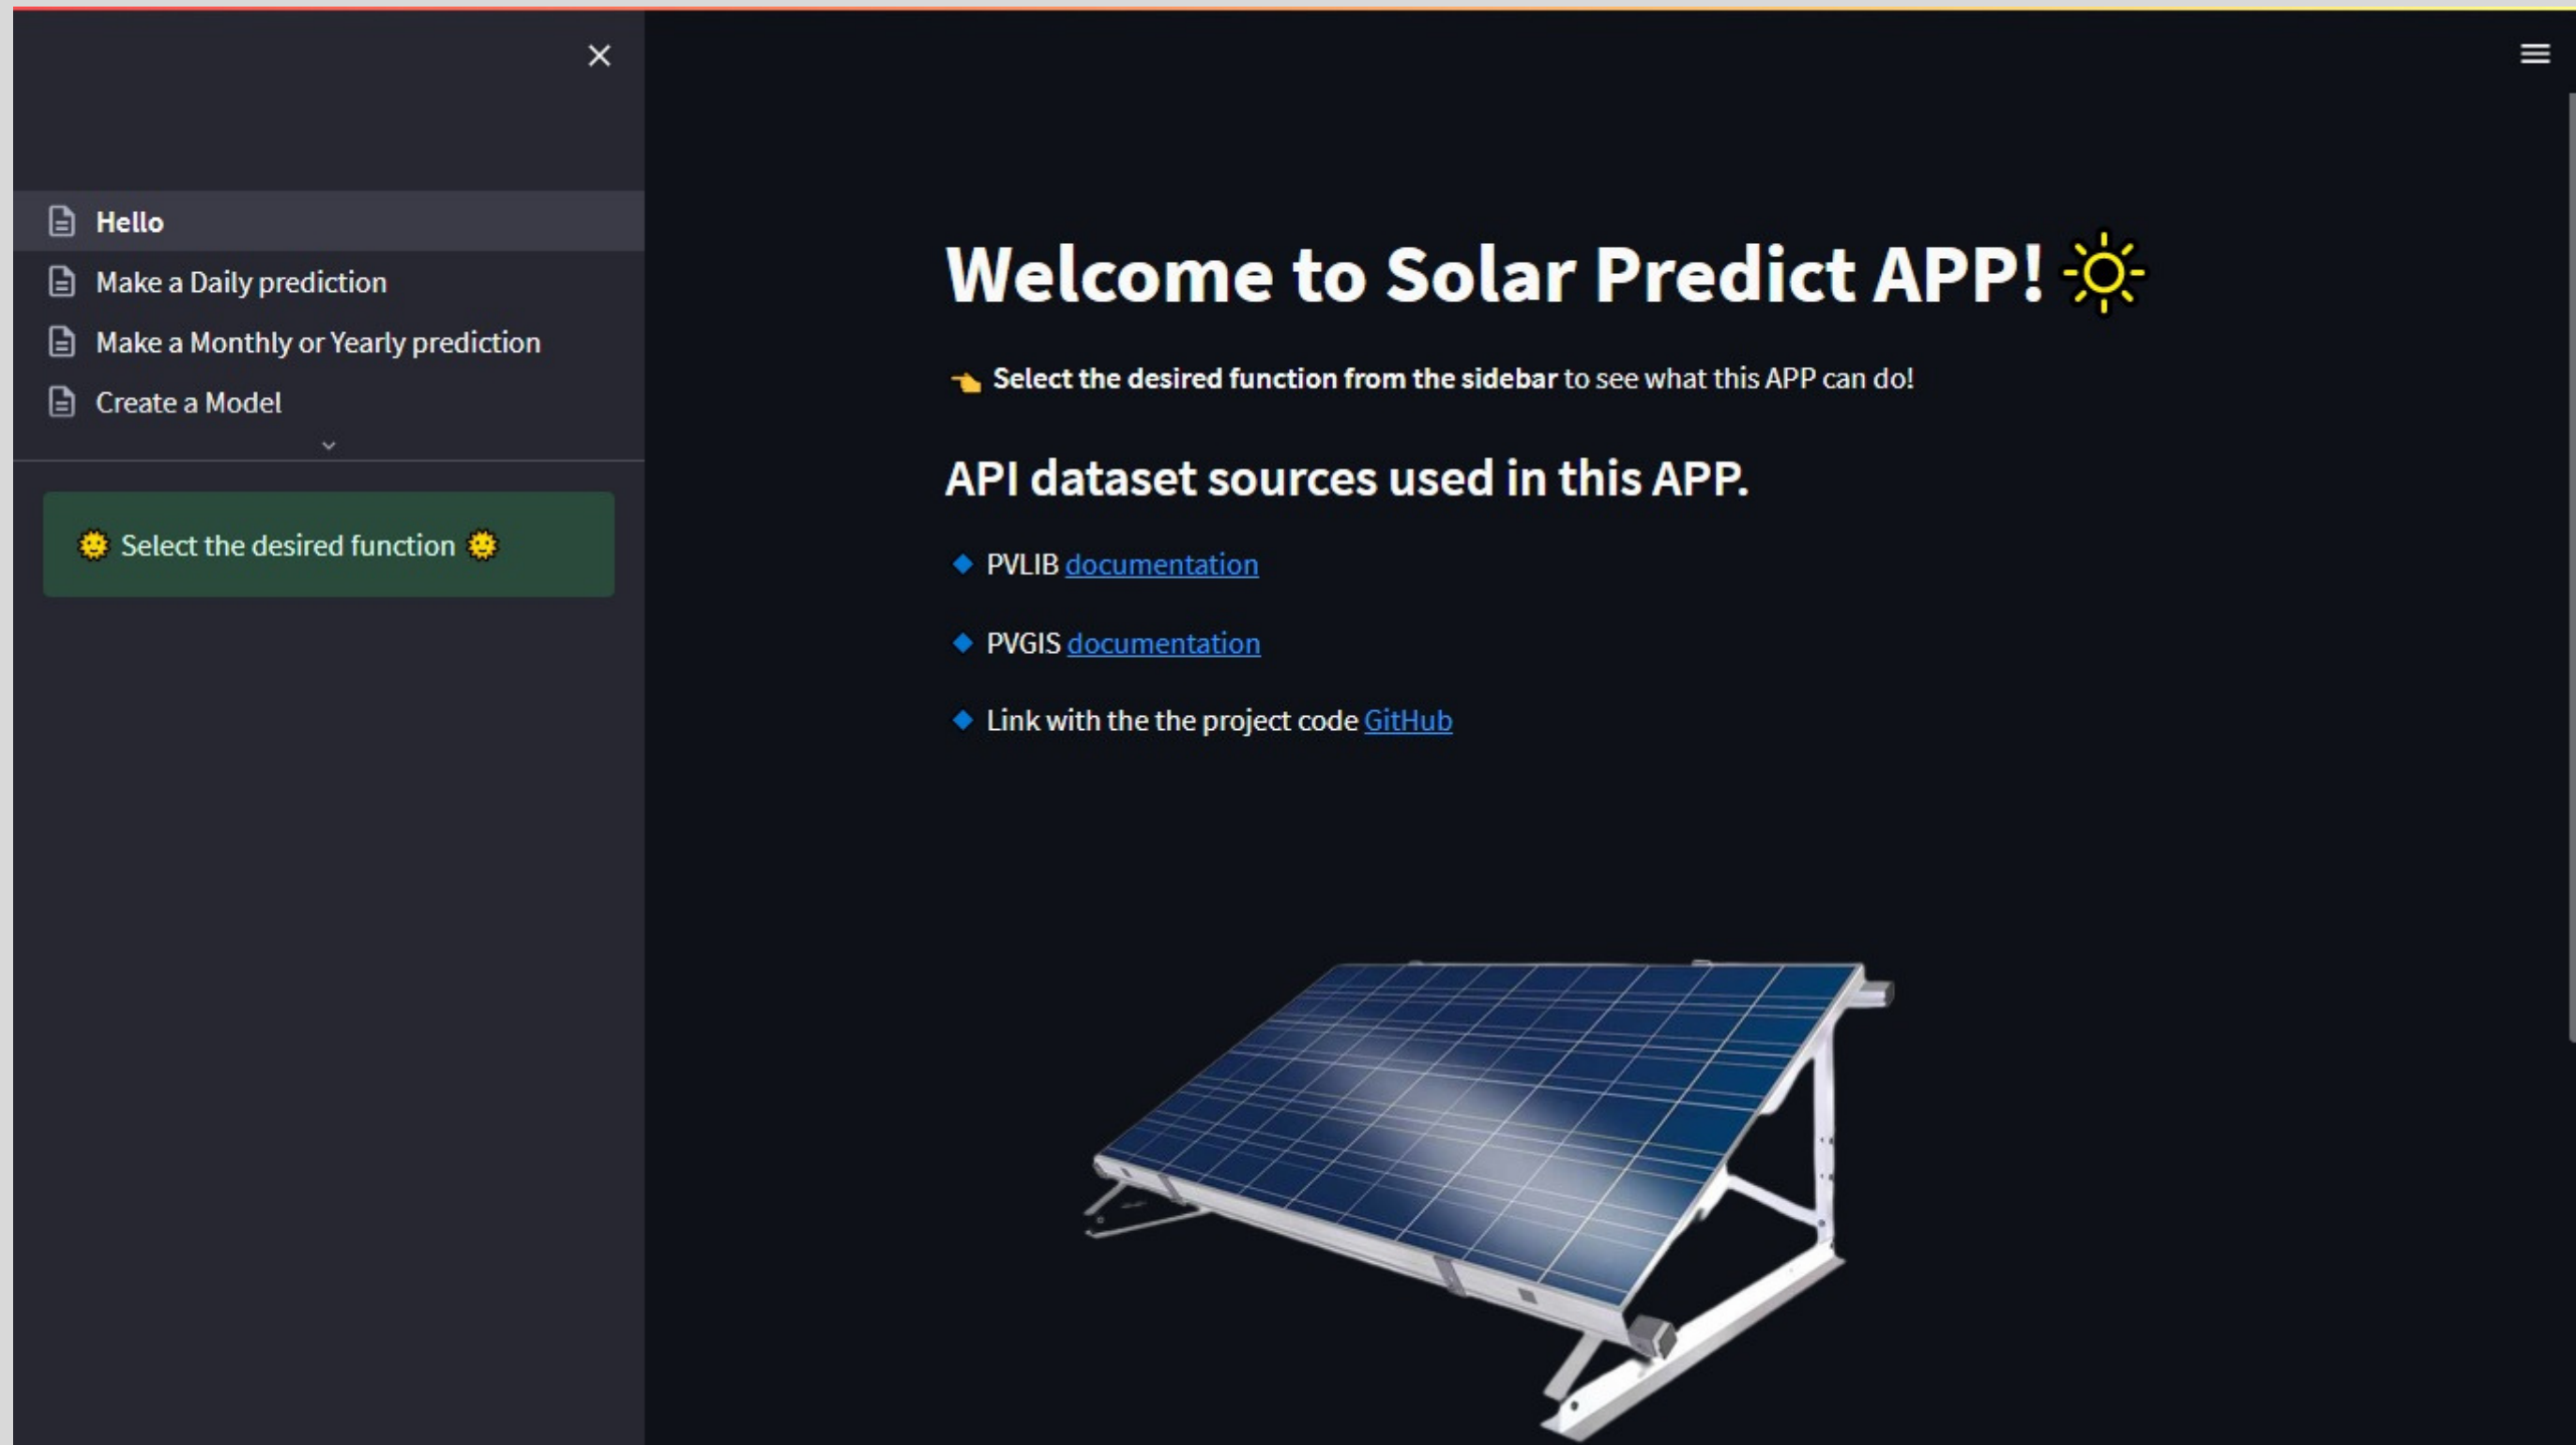 Hello
Make a Daily prediction
Make a Monthly or Yearly prediction
Create a Model
🌞 Select the desired function 🌞
Welcome to Solar Predict APP! 🔆
👈 Select the desired function from the sidebar to see what this APP can do!
API dataset sources used in this APP.
🔹 PVLIB documentation
🔹 PVGIS documentation
🔹 Link with the the project code GitHub